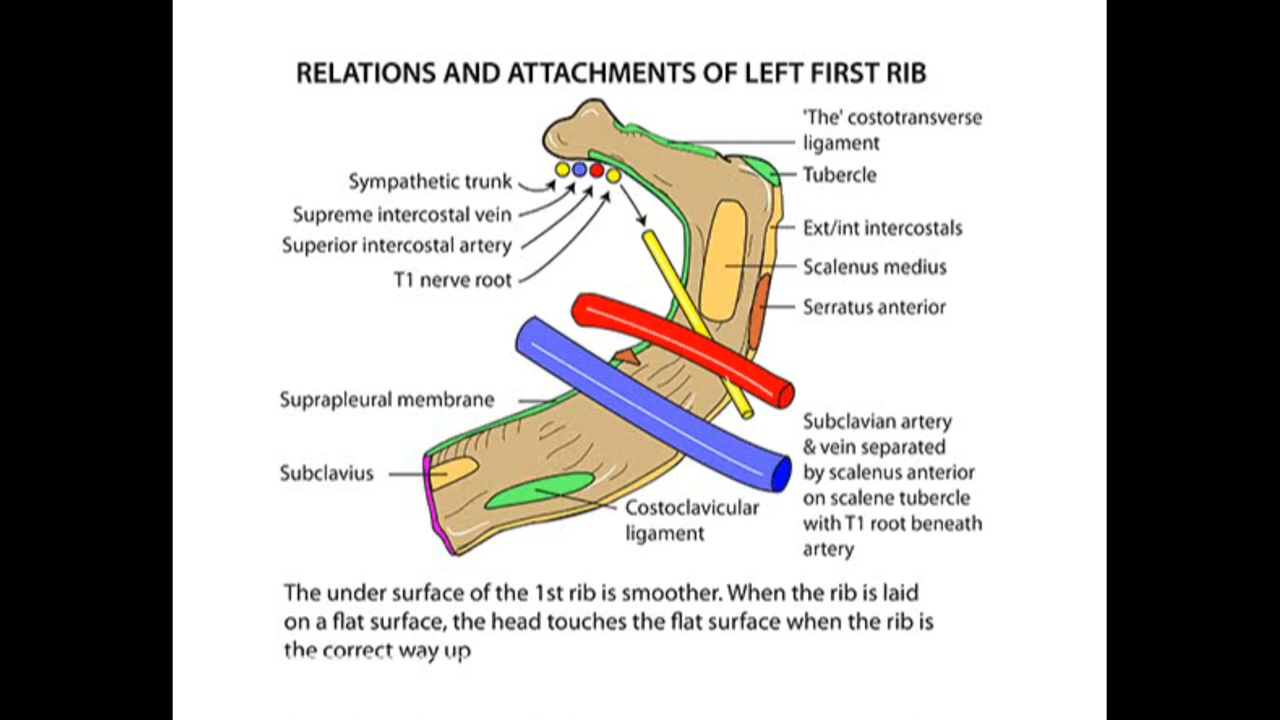 RELATIONS AND ATTACHMENTS OF LEFT FIRST RIB
'The' costotransverse
ligament
Tubercle
Sympathetic trunk
Supreme intercostal vein
Superior intercostal artery
T1 nerve root
Ext/int intercostals
Scalenus medius
Serratus anterior
Suprapleural membrane
Subclavius
Costoclavicular
ligament
Subclavian artery
& vein separated
by scalenus anterior
on scalene tubercle
with T1 root beneath
artery
The under surface of the 1st rib is smoother. When the rib is laid
on a flat surface, the head touches the flat surface when the rib is
the correct way up